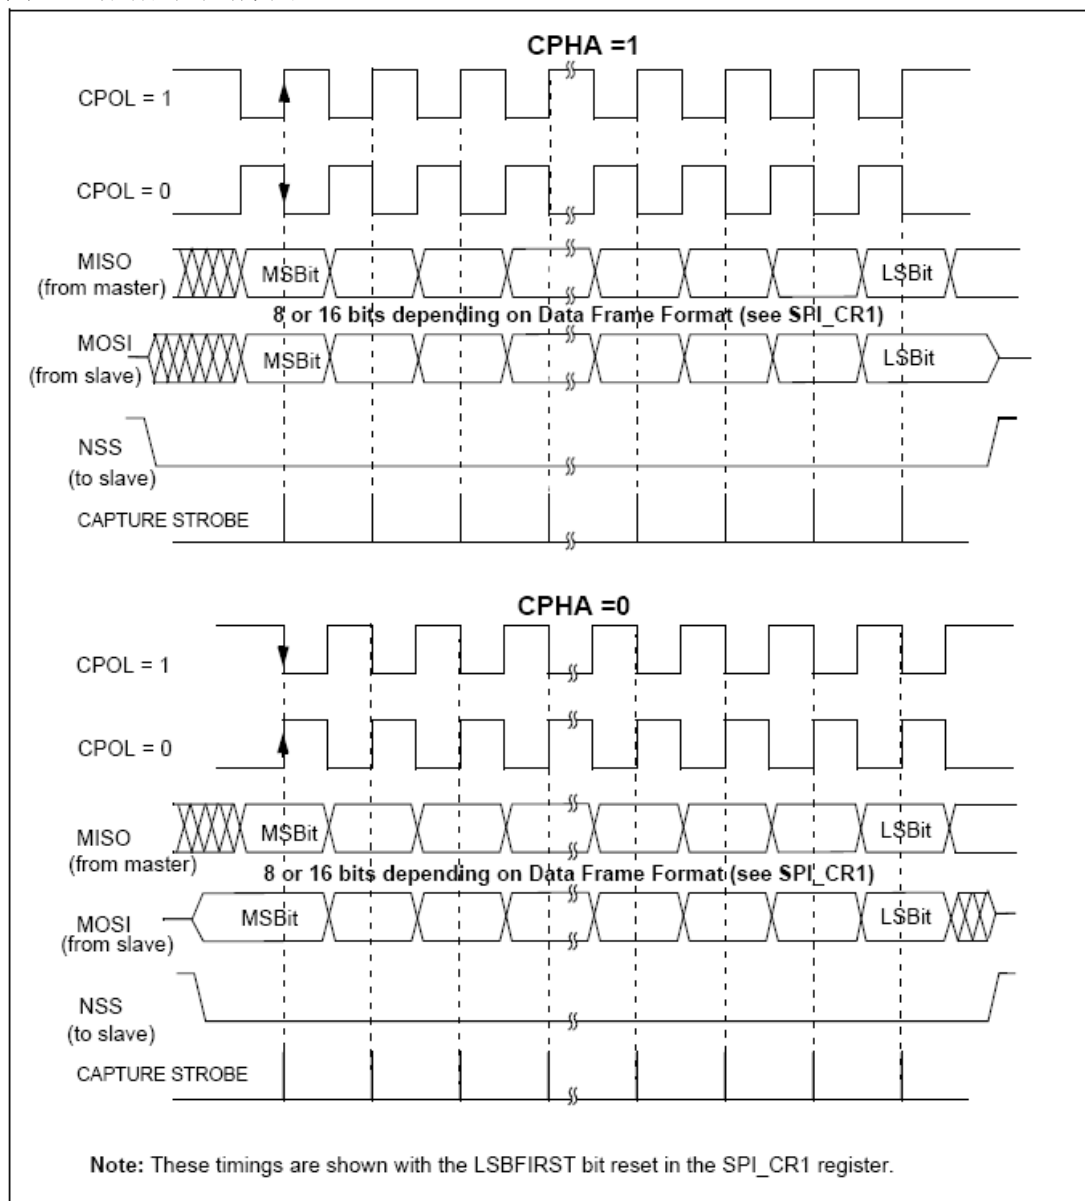 CPHA =1
CPOL = 1
CPOL = 0
MISO
(from master)
MSBit
LSBit
8 or 16 bits depending on Data Frame Format (see SPI_CR1)
MOSI
(from slave)
MSBit
LSBit
NSS
(to slave)
CAPTURE STROBE
CPHA =0
CPOL = 1
CPOL = 0
MISO
(from master)
MSBit
LSBit
8 or 16 bits depending on Data Frame Format (see SPI_CR1)
MOSI
(from slave)
MSBit
LSBit
NSS
(to slave)
CAPTURE STROBE
Note: These timings are shown with the LSBFIRST bit reset in the SPI_CR1 register.